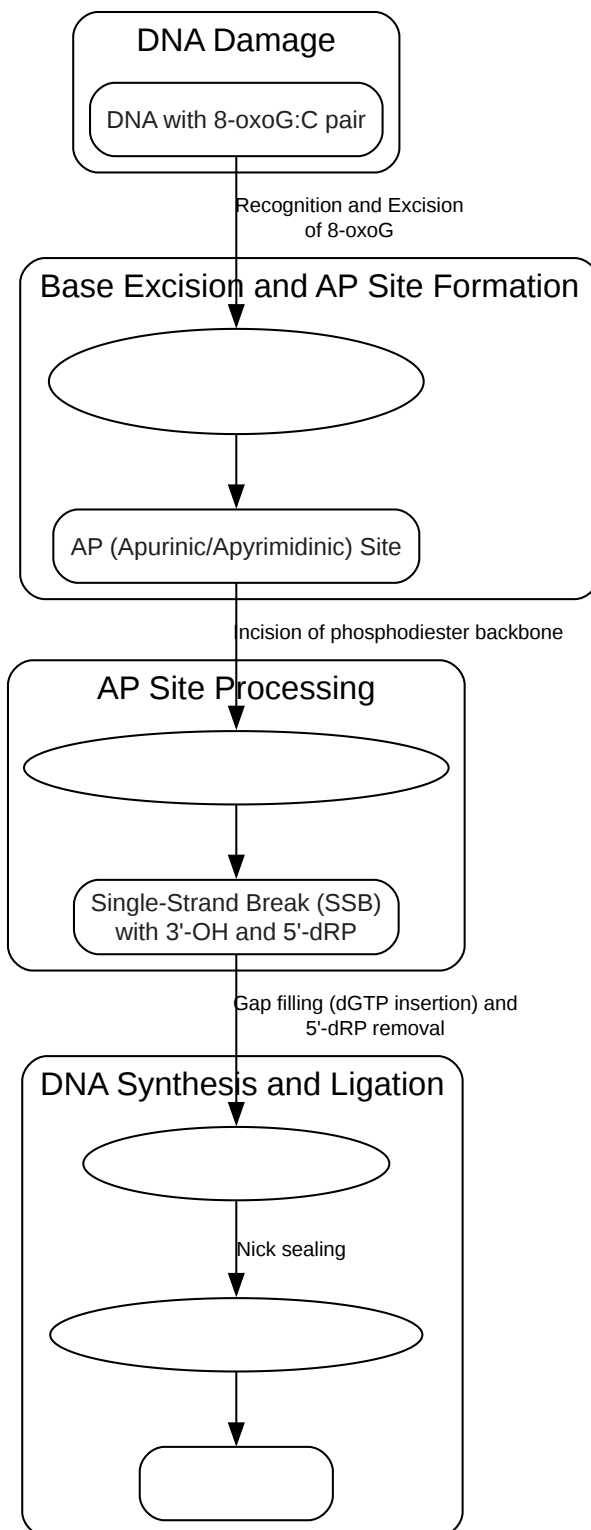 DNA Damage
DNA with 8-oxoG:C pair
Recognition and Excision
of 8-oxoG
Base Excision and AP Site Formation
AP (Apurinic/Apyrimidinic) Site
Incision of phosphodiester backbone
AP Site Processing
Single-Strand Break (SSB)
with 3'-OH and 5'-dRP
Gap filling (dGTP insertion) and
5'-dRP removal
DNA Synthesis and Ligation
Nick sealing